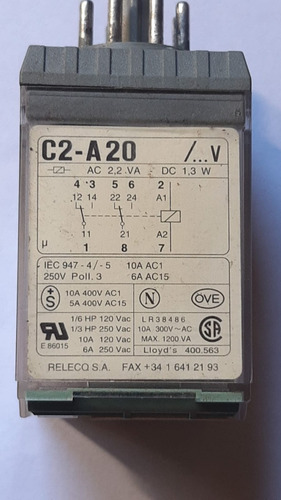 C2-A20 /...V
AC 2,2 VA DC 1,3 W
4 3 5 6 2
12 14 22 24 A1
11 21 A2
µ 1 8 7
IEC 947-4/-5 10A AC1
250V Poll. 3 6A AC15
+ S 10A 400V AC1 N OVE
5A 400V AC15
1/6 HP 120 Vac LR38486
1/3 HP 250 Vac 10A 300V~AC
10A 120 Vac MAX. 1200.VA
E 86015 6A 250 Vac Lloyd's 400.563
RELECO S.A. FAX +34 1 641 21 93